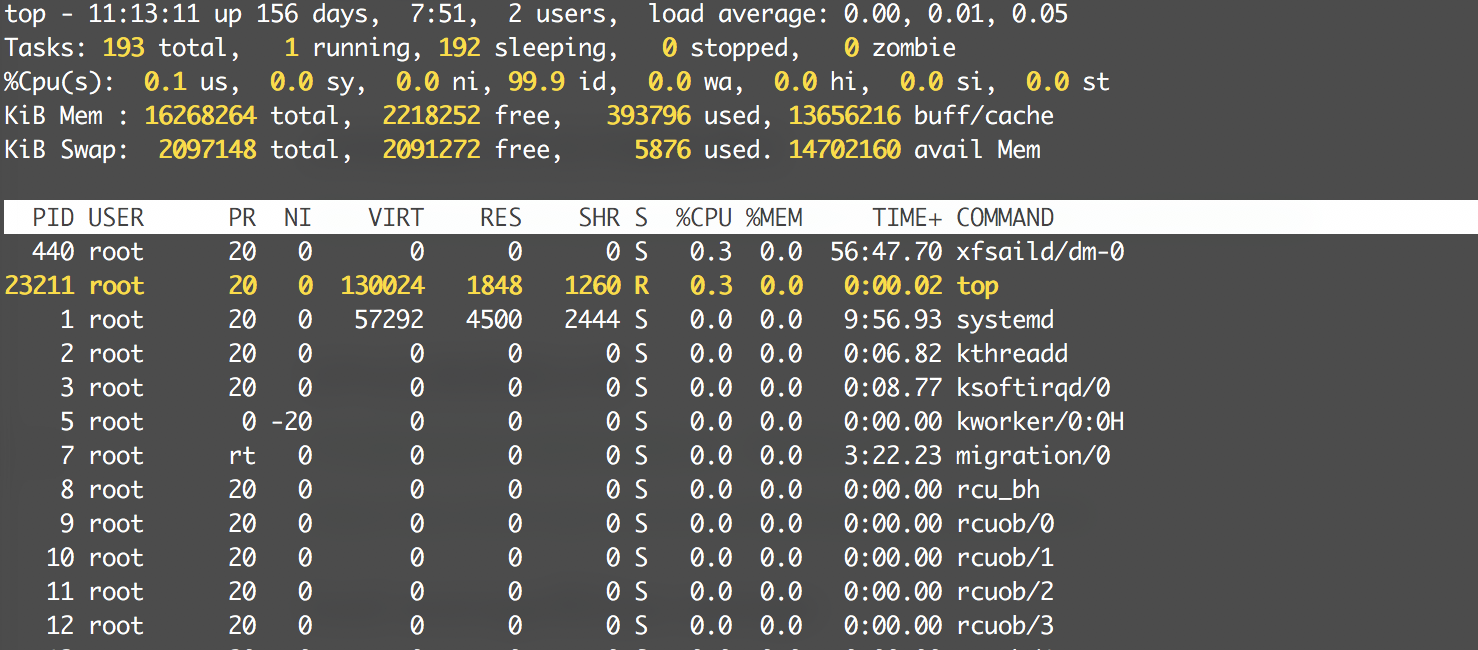 top - 11:13:11 up 156 days,  7:51,  2 users,  load average: 0.00, 0.01, 0.05
Tasks: 193 total,   1 running, 192 sleeping,   0 stopped,   0 zombie
%Cpu(s):  0.1 us,  0.0 sy,  0.0 ni, 99.9 id,  0.0 wa,  0.0 hi,  0.0 si,  0.0 st
KiB Mem : 16268264 total,  2218252 free,   393796 used, 13656216 buff/cache
KiB Swap:  2097148 total,  2091272 free,     5876 used. 14702160 avail Mem
  PID USER      PR  NI    VIRT    RES    SHR S  %CPU %MEM     TIME+ COMMAND
  440 root      20   0       0      0      0 S   0.3  0.0  56:47.70 xfsaild/dm-0
23211 root      20   0  130024   1848   1260 R   0.3  0.0   0:00.02 top
    1 root      20   0   57292   4500   2444 S   0.0  0.0   9:56.93 systemd
    2 root      20   0       0      0      0 S   0.0  0.0   0:06.82 kthreadd
    3 root      20   0       0      0      0 S   0.0  0.0   0:08.77 ksoftirqd/0
    5 root       0 -20       0      0      0 S   0.0  0.0   0:00.00 kworker/0:0H
    7 root      rt   0       0      0      0 S   0.0  0.0   3:22.23 migration/0
    8 root      20   0       0      0      0 S   0.0  0.0   0:00.00 rcu_bh
    9 root      20   0       0      0      0 S   0.0  0.0   0:00.00 rcuob/0
   10 root      20   0       0      0      0 S   0.0  0.0   0:00.00 rcuob/1
   11 root      20   0       0      0      0 S   0.0  0.0   0:00.00 rcuob/2
   12 root      20   0       0      0      0 S   0.0  0.0   0:00.00 rcuob/3